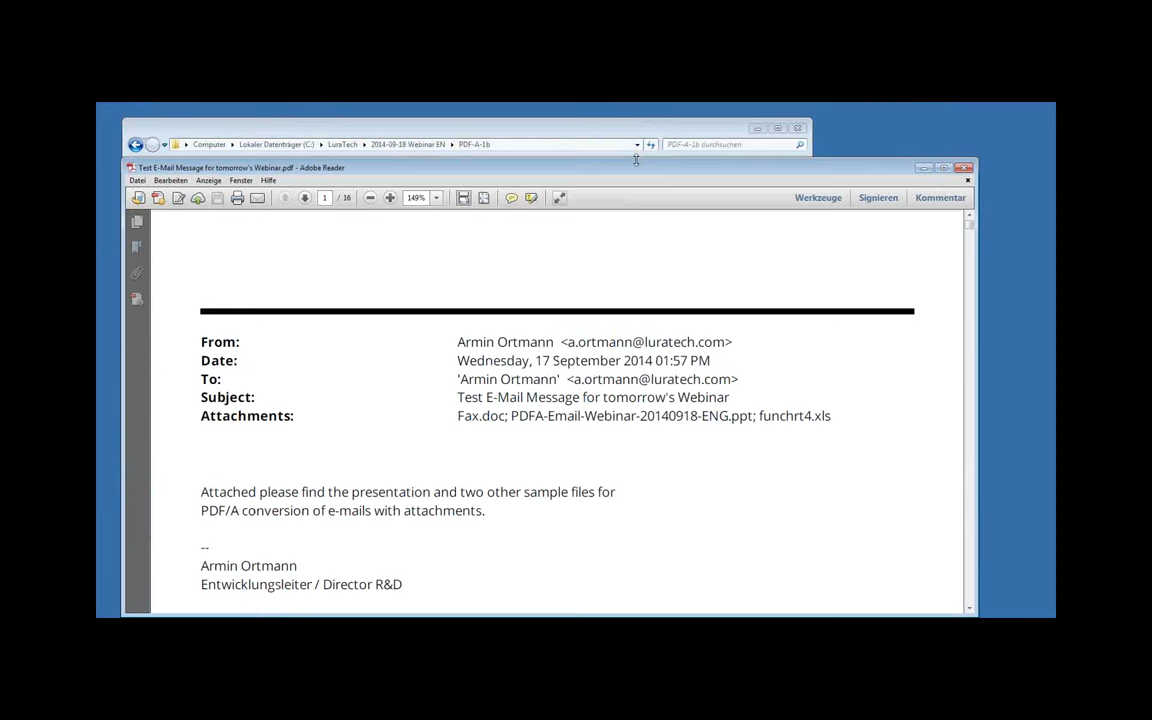 Computer ▸ Lokaler Datenträger (C:) ▸ LuraTech ▸ 2014-09-18 Webinar EN ▸ PDF-A-1b
PDF-A-1b durchsuchen
Test E-Mail Message for tomorrow's Webinar.pdf - Adobe Reader
Datei Bearbeiten Anzeige Fenster Hilfe
1 / 16 149% Werkzeuge Signieren Kommentar
From: Armin Ortmann <a.ortmann@luratech.com>
Date: Wednesday, 17 September 2014 01:57 PM
To: 'Armin Ortmann' <a.ortmann@luratech.com>
Subject: Test E-Mail Message for tomorrow's Webinar
Attachments: Fax.doc; PDFA-Email-Webinar-20140918-ENG.ppt; funchrt4.xls
Attached please find the presentation and two other sample files for
PDF/A conversion of e-mails with attachments.
--
Armin Ortmann
Entwicklungsleiter / Director R&D